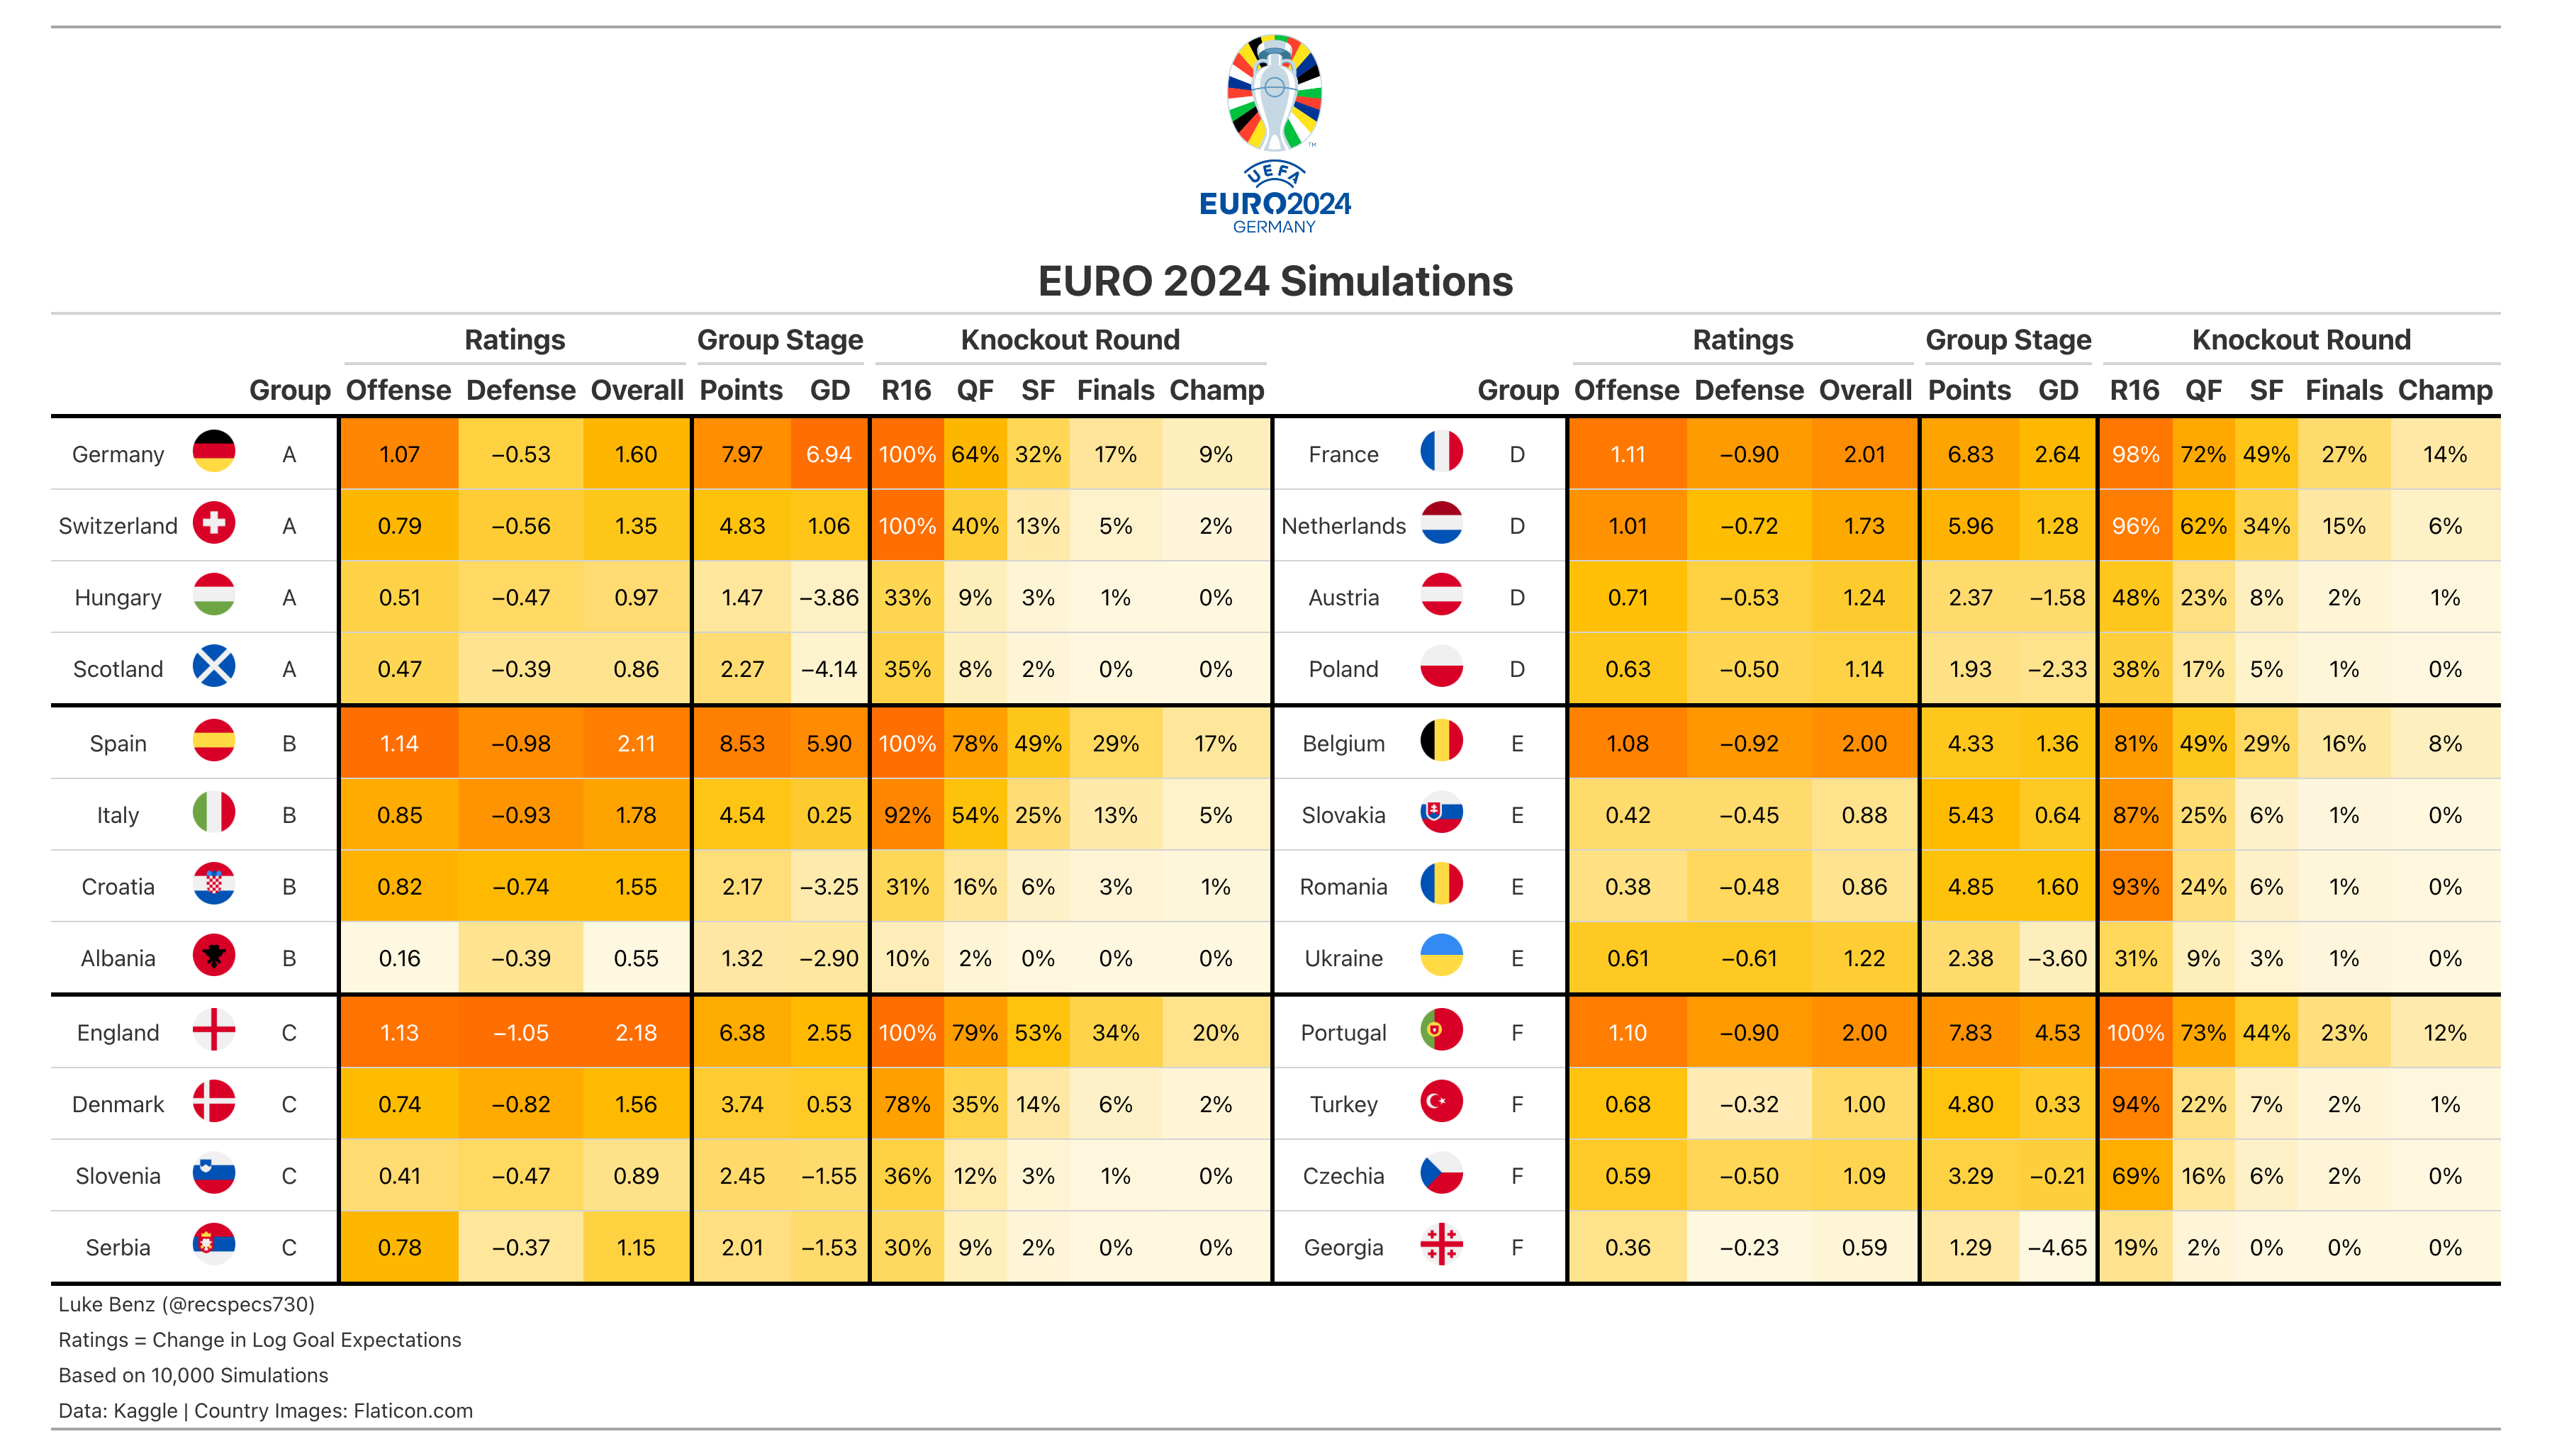 TM
UEFA
EURO2024
GERMANY
EURO 2024 Simulations
Ratings Group Stage Knockout Round Ratings Group Stage Knockout Round
Group Offense Defense Overall Points GD R16 QF SF Finals Champ Group Offense Defense Overall Points GD R16 QF SF Finals Champ
Germany A 1.07 −0.53 1.60 7.97 6.94 100% 64% 32% 17% 9% France D 1.11 −0.90 2.01 6.83 2.64 98% 72% 49% 27% 14%
Switzerland A 0.79 −0.56 1.35 4.83 1.06 100% 40% 13% 5% 2% Netherlands D 1.01 −0.72 1.73 5.96 1.28 96% 62% 34% 15% 6%
Hungary A 0.51 −0.47 0.97 1.47 −3.86 33% 9% 3% 1% 0% Austria D 0.71 −0.53 1.24 2.37 −1.58 48% 23% 8% 2% 1%
Scotland A 0.47 −0.39 0.86 2.27 −4.14 35% 8% 2% 0% 0% Poland D 0.63 −0.50 1.14 1.93 −2.33 38% 17% 5% 1% 0%
Spain B 1.14 −0.98 2.11 8.53 5.90 100% 78% 49% 29% 17% Belgium E 1.08 −0.92 2.00 4.33 1.36 81% 49% 29% 16% 8%
Italy B 0.85 −0.93 1.78 4.54 0.25 92% 54% 25% 13% 5% Slovakia E 0.42 −0.45 0.88 5.43 0.64 87% 25% 6% 1% 0%
Croatia B 0.82 −0.74 1.55 2.17 −3.25 31% 16% 6% 3% 1% Romania E 0.38 −0.48 0.86 4.85 1.60 93% 24% 6% 1% 0%
Albania B 0.16 −0.39 0.55 1.32 −2.90 10% 2% 0% 0% 0% Ukraine E 0.61 −0.61 1.22 2.38 −3.60 31% 9% 3% 1% 0%
England C 1.13 −1.05 2.18 6.38 2.55 100% 79% 53% 34% 20% Portugal F 1.10 −0.90 2.00 7.83 4.53 100% 73% 44% 23% 12%
Denmark C 0.74 −0.82 1.56 3.74 0.53 78% 35% 14% 6% 2% Turkey F 0.68 −0.32 1.00 4.80 0.33 94% 22% 7% 2% 1%
Slovenia C 0.41 −0.47 0.89 2.45 −1.55 36% 12% 3% 1% 0% Czechia F 0.59 −0.50 1.09 3.29 −0.21 69% 16% 6% 2% 0%
Serbia C 0.78 −0.37 1.15 2.01 −1.53 30% 9% 2% 0% 0% Georgia F 0.36 −0.23 0.59 1.29 −4.65 19% 2% 0% 0% 0%
Luke Benz (@recspecs730)
Ratings = Change in Log Goal Expectations
Based on 10,000 Simulations
Data: Kaggle | Country Images: Flaticon.com